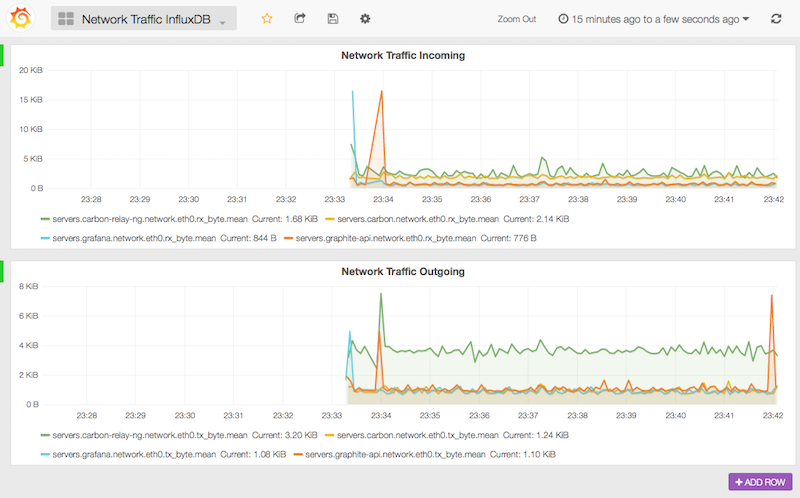 Network Traffic InfluxDB Zoom Out 15 minutes ago to a few seconds ago
Network Traffic Incoming
20 KiB
15 KiB
10 KiB
5 KiB
0 B
23:28 23:29 23:30 23:31 23:32 23:33 23:34 23:35 23:36 23:37 23:38 23:39 23:40 23:41 23:42
servers.carbon-relay-ng.network.eth0.rx_byte.mean Current: 1.68 KiB servers.carbon.network.eth0.rx_byte.mean Current: 2.14 KiB
servers.grafana.network.eth0.rx_byte.mean Current: 844 B servers.graphite-api.network.eth0.rx_byte.mean Current: 776 B
Network Traffic Outgoing
8 KiB
6 KiB
4 KiB
2 KiB
0 B
23:28 23:29 23:30 23:31 23:32 23:33 23:34 23:35 23:36 23:37 23:38 23:39 23:40 23:41 23:42
servers.carbon-relay-ng.network.eth0.tx_byte.mean Current: 3.20 KiB servers.carbon.network.eth0.tx_byte.mean Current: 1.24 KiB
servers.grafana.network.eth0.tx_byte.mean Current: 1.08 KiB servers.graphite-api.network.eth0.tx_byte.mean Current: 1.10 KiB
+ ADD ROW